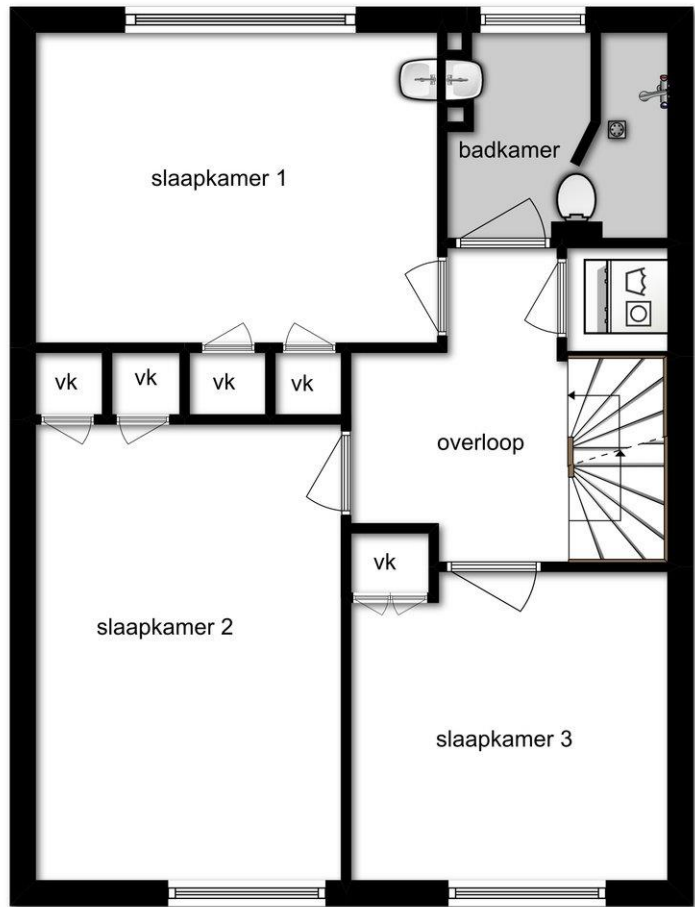 badkamer
slaapkamer 1
vk
vk
vk
vk
overloop
vk
slaapkamer 2
slaapkamer 3